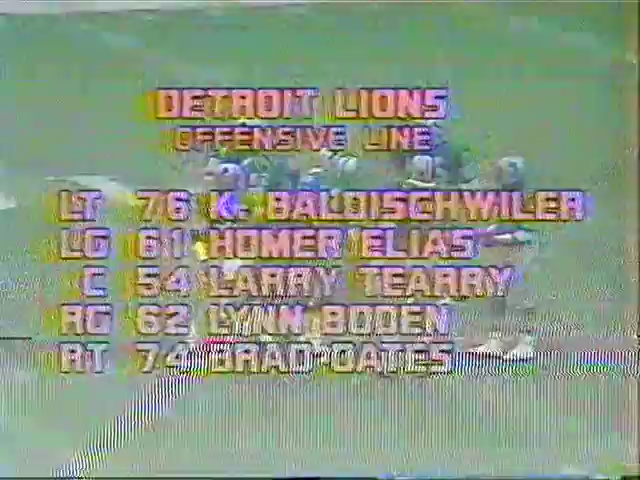 DETROIT LIONS
OFFENSIVE LINE
LT 76 K. BALDISCHWILER
LG 61 HOMER ELIAS
C 54 LARRY TEARRY
RG 62 LYNN BODEN
RT 74 BRAD OATES